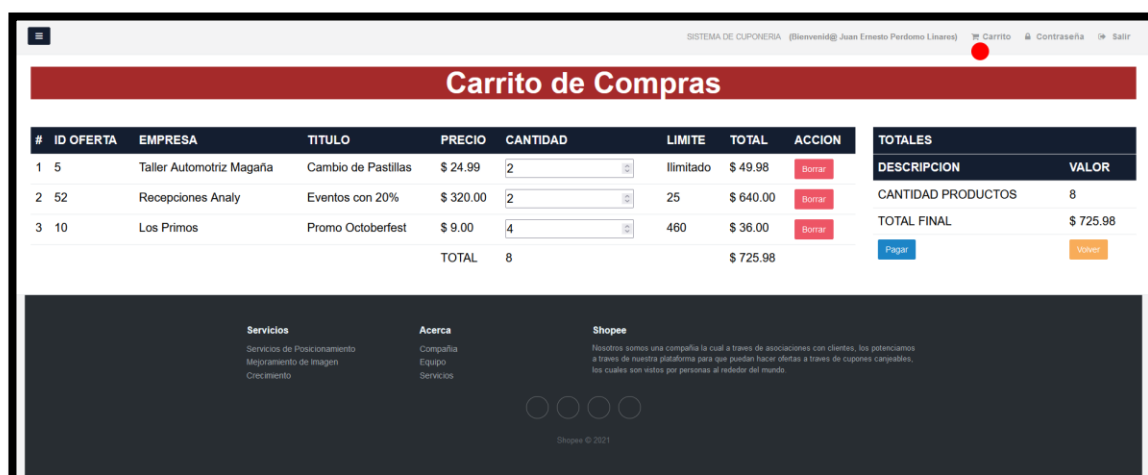 SISTEMA DE CUPONERIA (Bienvenid@ Juan Ernesto Perdomo Linares) Carrito Contraseña Salir
Carrito de Compras
# ID OFERTA EMPRESA TITULO PRECIO CANTIDAD LIMITE TOTAL ACCION
1 5 Taller Automotriz Magaña Cambio de Pastillas $ 24.99 2 Ilimitado $ 49.98 Borrar
2 52 Recepciones Analy Eventos con 20% $ 320.00 2 25 $ 640.00 Borrar
3 10 Los Primos Promo Octoberfest $ 9.00 4 460 $ 36.00 Borrar
TOTAL 8 $ 725.98
TOTALES
DESCRIPCION VALOR
CANTIDAD PRODUCTOS 8
TOTAL FINAL $ 725.98
Pagar Volver
Servicios
Servicios de Posicionamiento
Mejoramiento de Imagen
Crecimiento
Acerca
Compañia
Equipo
Servicios
Shopee
Nosotros somos una compañia la cual a traves de asociaciones con clientes, los potenciamos
a traves de nuestra plataforma para que puedan hacer ofertas a traves de cupones canjeables,
los cuales son vistos por personas al rededor del mundo.
Shopee © 2021